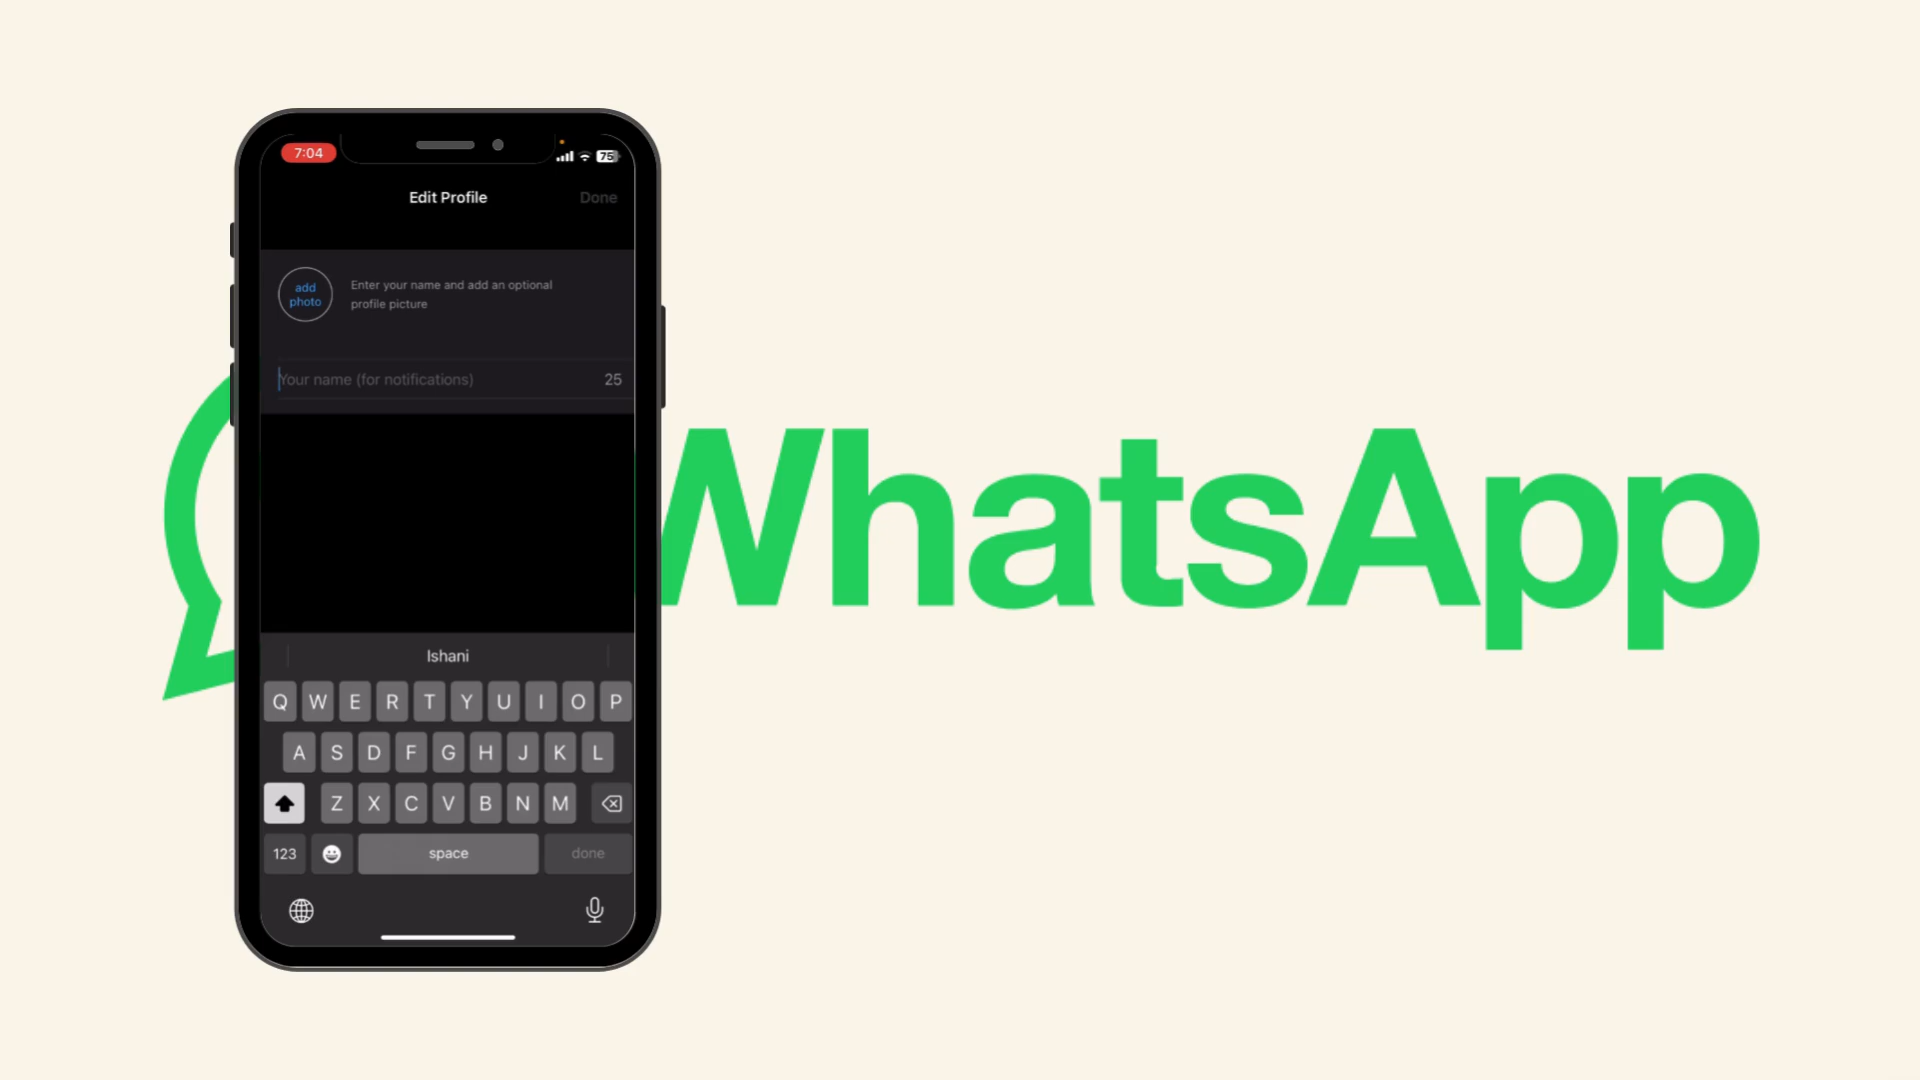 7:04
75
Edit Profile
Done
add
photo
Enter your name and add an optional
profile picture
Your name (for notifications)
25
WhatsApp
Ishani
Q W E R T Y U I O P
A S D F G H J K L
Z X C V B N M
123
space
done